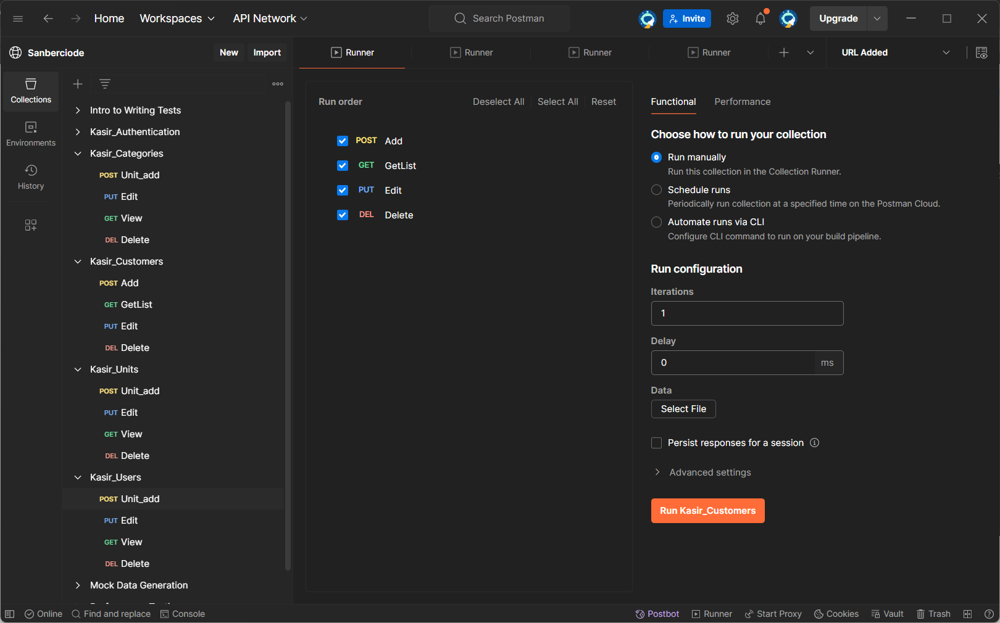 Home Workspaces API Network Search Postman Invite Upgrade
Sanberciode New Import Runner Runner Runner Runner URL Added
Collections
Environments
History
Intro to Writing Tests
Kasir_Authentication
Kasir_Categories
POST Unit_add
PUT Edit
GET View
DEL Delete
Kasir_Customers
POST Add
GET GetList
PUT Edit
DEL Delete
Kasir_Units
POST Unit_add
PUT Edit
GET View
DEL Delete
Kasir_Users
POST Unit_add
PUT Edit
GET View
DEL Delete
Mock Data Generation
Run order Deselect All Select All Reset
POST Add
GET GetList
PUT Edit
DEL Delete
Functional Performance
Choose how to run your collection
Run manually
Run this collection in the Collection Runner.
Schedule runs
Periodically run collection at a specified time on the Postman Cloud.
Automate runs via CLI
Configure CLI command to run on your build pipeline.
Run configuration
Iterations
1
Delay
0 ms
Data
Select File
Persist responses for a session
Advanced settings
Run Kasir_Customers
Online Find and replace Console Postbot Runner Start Proxy Cookies Vault Trash